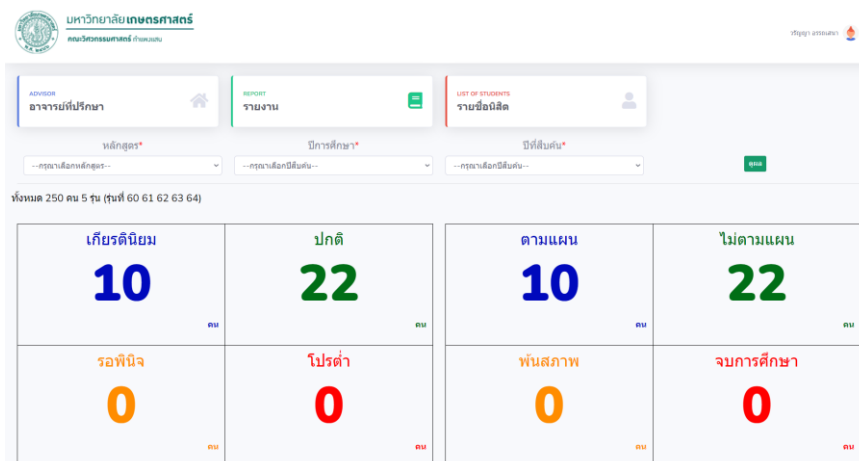 มหาวิทยาลัยเกษตรศาสตร์
คณะวิศวกรรมศาสตร์ กำแพงแสน
ADVISOR
อาจารย์ที่ปรึกษา
REPORT
รายงาน
LIST OF STUDENTS
รายชื่อนิสิต
หลักสูตร*
ปีการศึกษา*
ปีที่สืบค้น*
--กรุณาเลือกหลักสูตร--
--กรุณาเลือกปีสืบค้น--
--กรุณาเลือกปีสืบค้น--
ทั้งหมด 250 คน 5 รุ่น (รุ่นที่ 60 61 62 63 64)
เกียรตินิยม
10
คน
ปกติ
22
คน
ตามแผน
10
คน
ไม่ตามแผน
22
คน
รอพินิจ
0
คน
โปรต่ำ
0
คน
พ้นสภาพ
0
คน
จบการศึกษา
0
คน